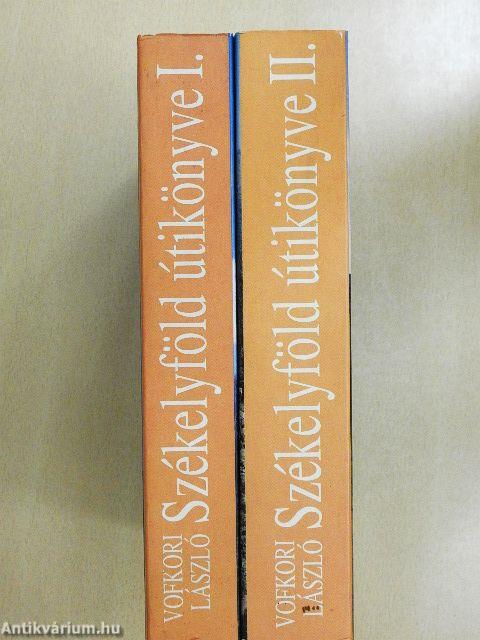 VOFKORI
LÁSZLÓ
Székelyföld útikönyve I.
VOFKORI
LÁSZLÓ
Székelyföld útikönyve II.
Antikvárium.hu